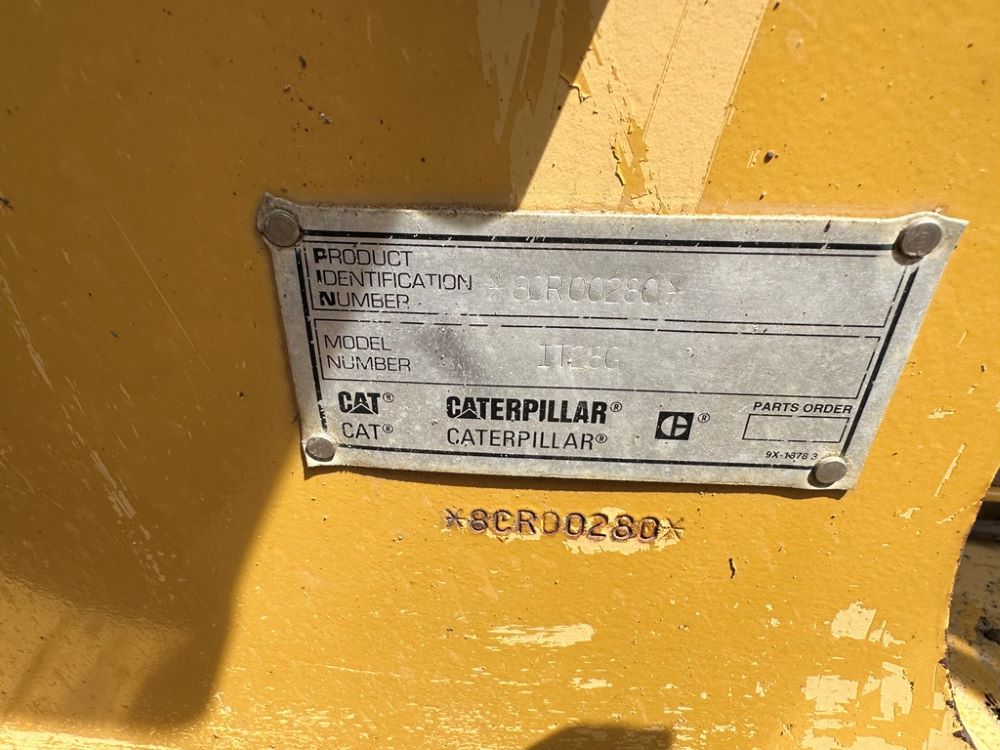 PRODUCT
IDENTIFICATION
NUMBER
*8CR00280*
MODEL
NUMBER
IT28G
CAT® CATERPILLAR® ®
PARTS ORDER
CAT® CATERPILLAR®
9X-1878 3
*8CR00280*